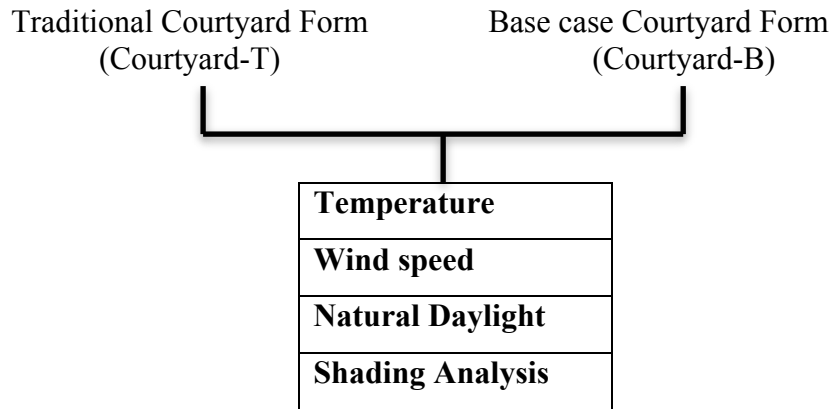 Traditional Courtyard Form
(Courtyard-T)
Base case Courtyard Form
(Courtyard-B)
Temperature
Wind speed
Natural Daylight
Shading Analysis